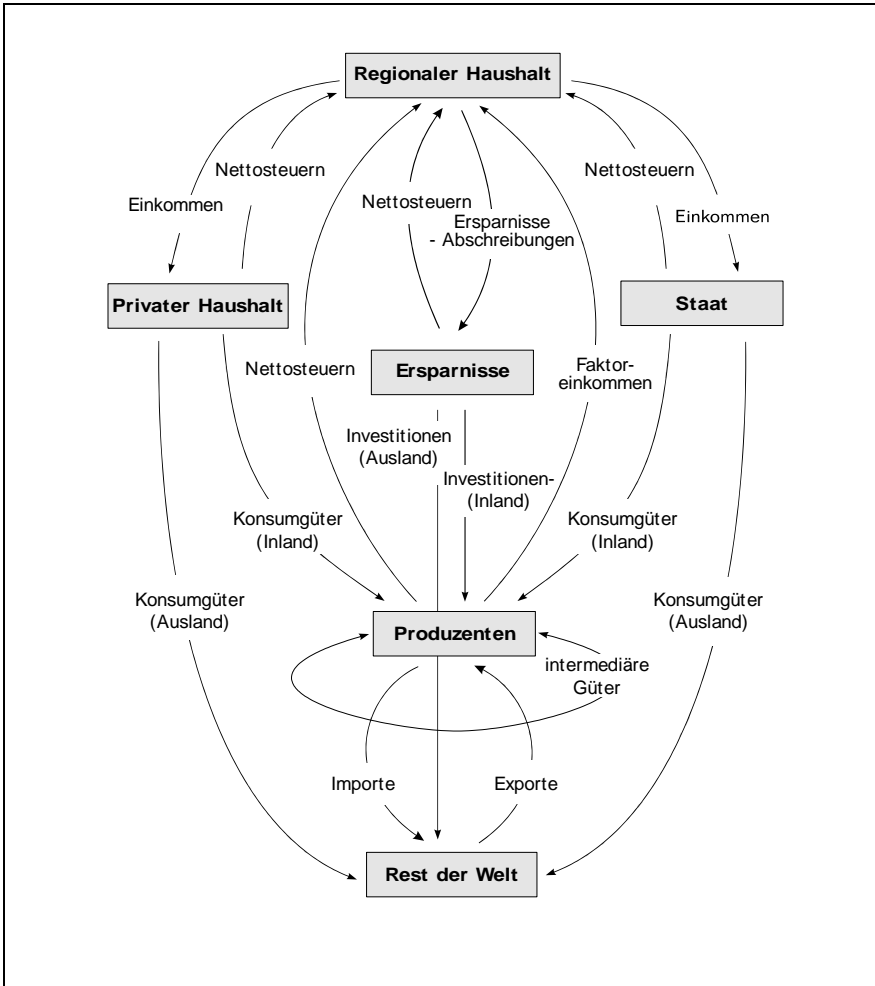 Regionaler Haushalt
Nettosteuern
Nettosteuern
Nettosteuern
Einkommen
Ersparnisse
- Abschreibungen
Einkommen
Privater Haushalt
Staat
Nettosteuern
Ersparnisse
Faktor-
einkommen
Investitionen
(Ausland)
Investitionen-
(Inland)
Konsumgüter
(Inland)
Konsumgüter
(Inland)
Konsumgüter
(Ausland)
Konsumgüter
(Ausland)
Produzenten
intermediäre
Güter
Importe
Exporte
Rest der Welt